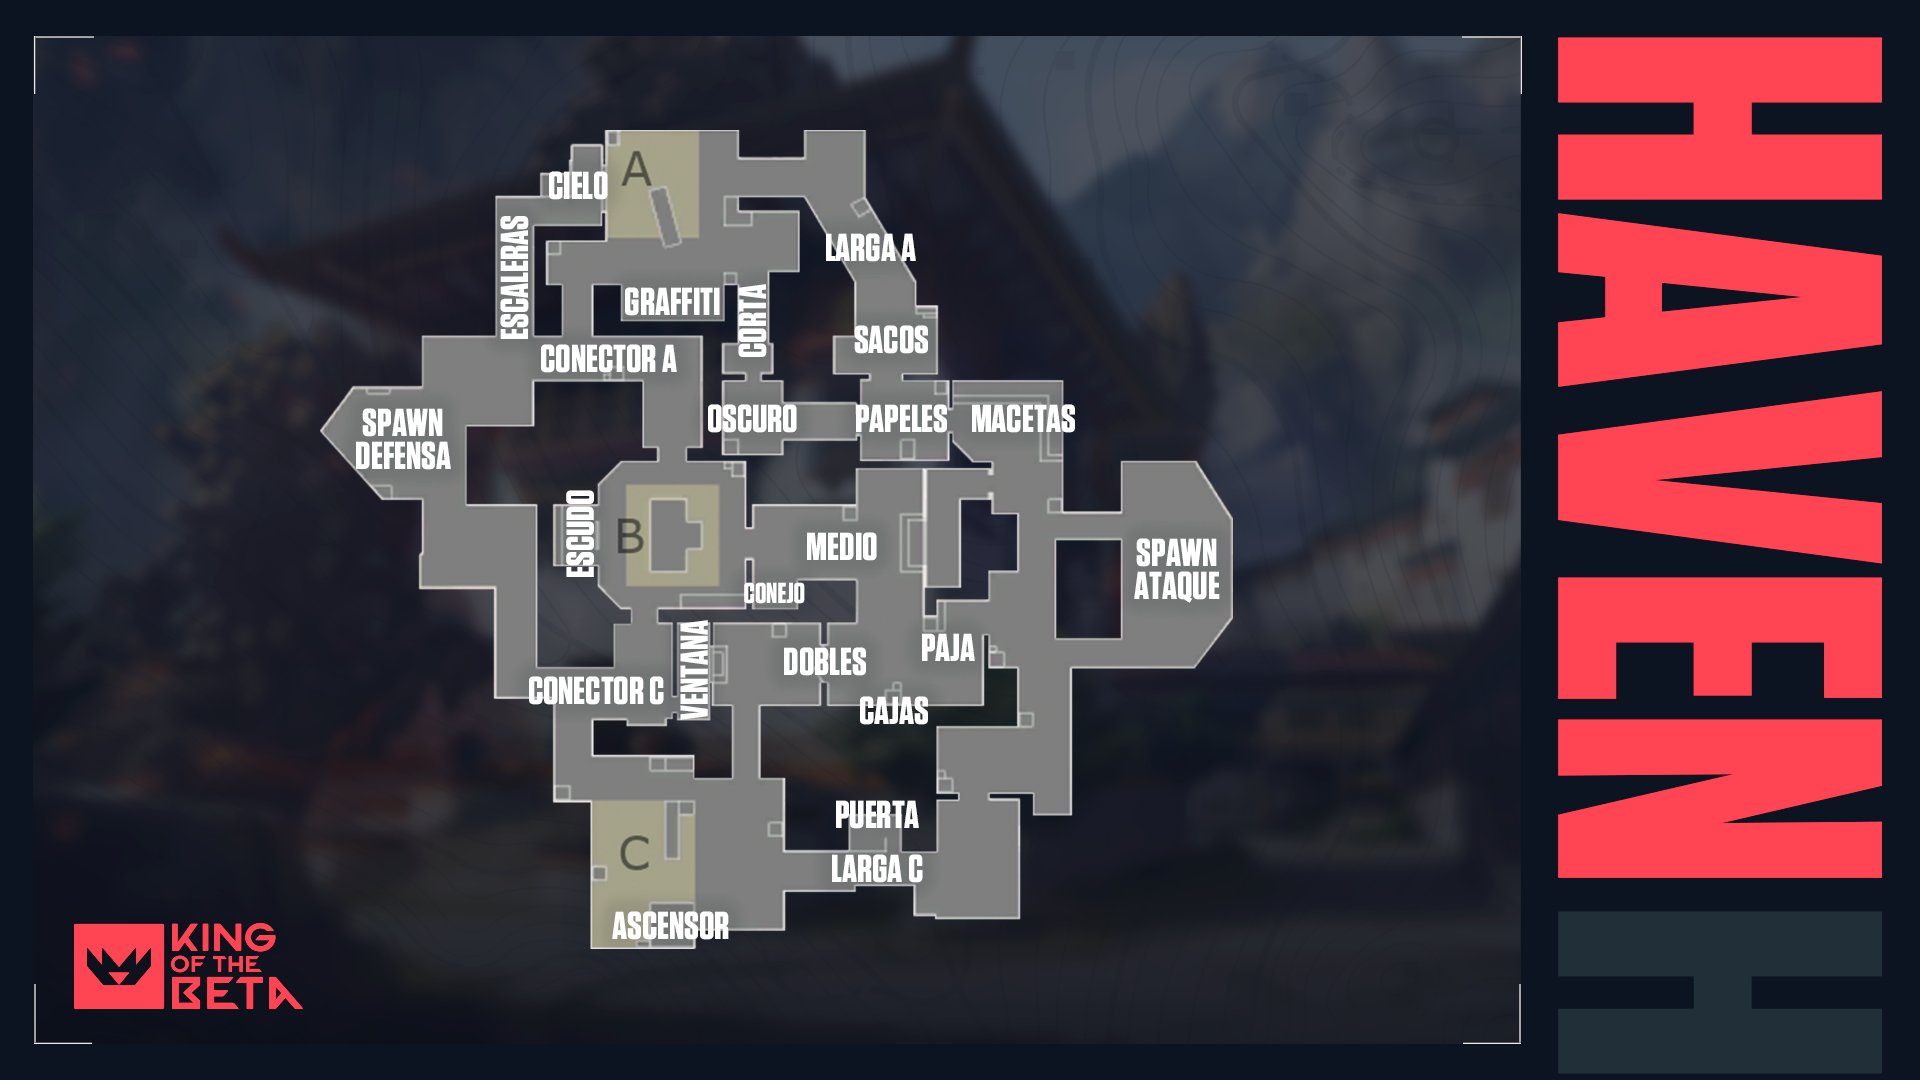 A
CIELO
ESCALERAS
LARGA A
GRAFFITI
CORTA
SACOS
CONECTOR A
OSCURO
PAPELES
MACETAS
SPAWN
DEFENSA
ESCUDO
B
MEDIO
SPAWN
ATAQUE
CONEJO
VENTANA
DOBLES
PAJA
CONECTOR C
CAJAS
PUERTA
C
LARGA C
ASCENSOR
KING
OF THE
BETA
HAVEN
H